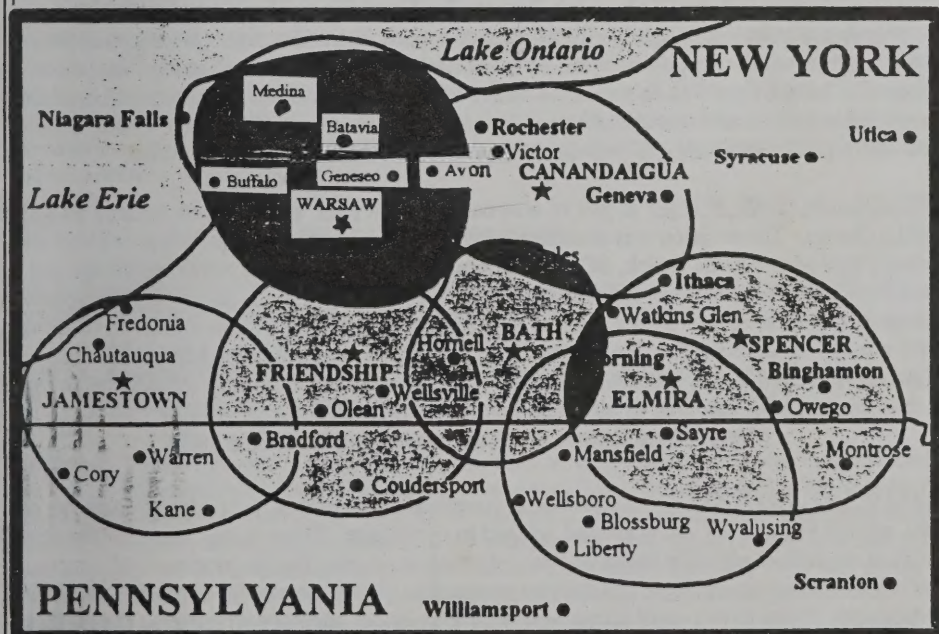 Lake Ontario
NEW YORK
Medina
Niagara Falls
Batavia
Rochester
Utica
Victor
Syracuse
Buffalo
Geneseo
Avon
CANANDAIGUA
Lake Erie
Geneva
WARSAW
Ithaca
Fredonia
Watkins Glen
Chautauqua
Hornell
BATH
SPENCER
FRIENDSHIP
Binghamton
JAMESTOWN
Wellsville
ELMIRA
Olean
Owego
Bradford
Sayre
Warren
Mansfield
Montrose
Cory
Coudersport
Wellsboro
Kane
Blossburg
Wyalusing
Liberty
PENNSYLVANIA
Scranton
Williamsport